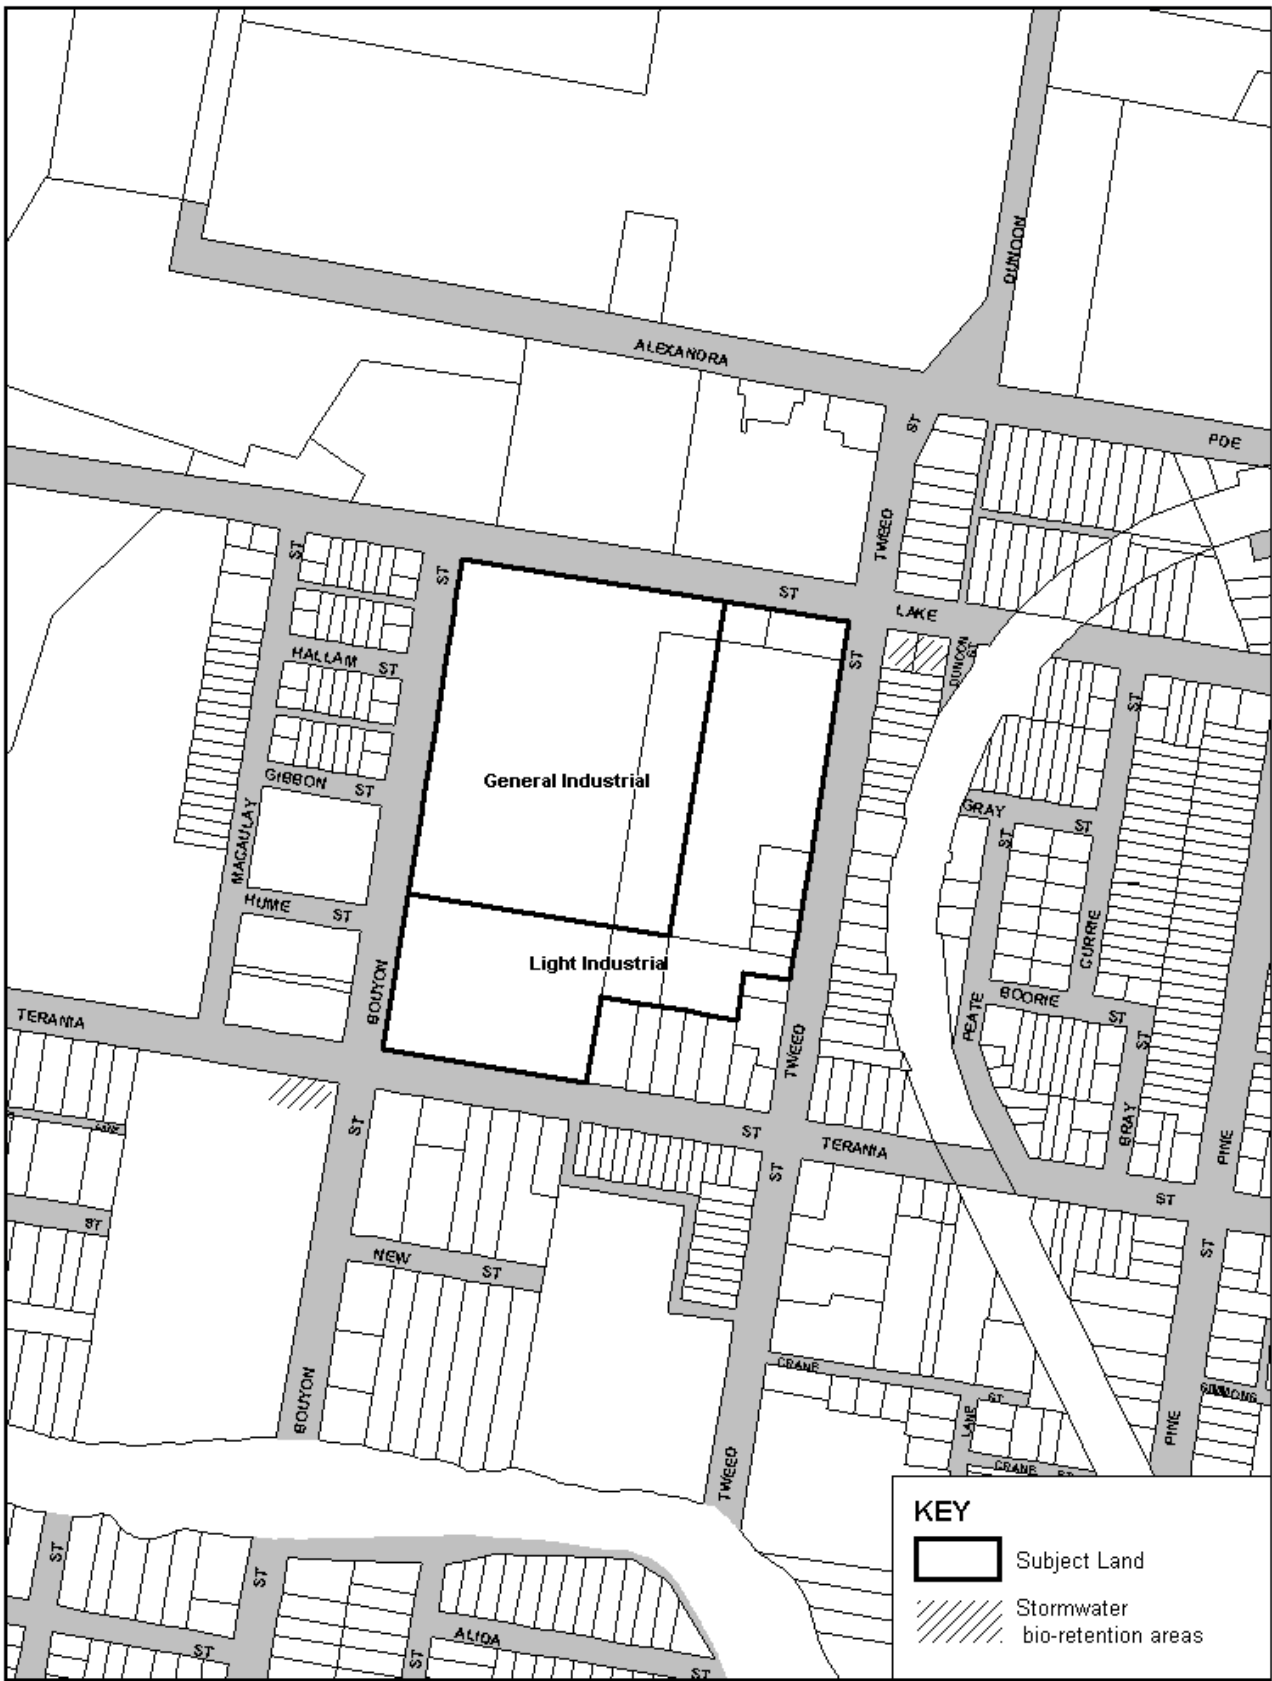 DUNOON
ALEXANDRA
ST
POE
TWEED
ST
ST
ST
LAKE
HALLAM ST
ST
DUNOON
ST
ST
GIBBON ST
General Industrial
GRAY ST
ST
MACAULAY
HUME ST
CURRIE
Light Industrial
BOUYON
BOORIE ST
PEATE
TERANIA
TWEED
ST
ST
LANE
ST
TERANIA
BRAY
PINE
ST
ST
ST
ST
NEW ST
CRANE
ST
SIMMONS
BOUYON
LANE
PINE
CRANE ST
TWEED
KEY
Subject Land
Stormwater
bio-retention areas
ST
ST
ST
ALIDA
ST
ST